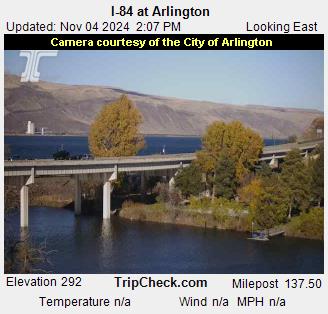 I-84 at Arlington
Updated: Nov 04 2024 2:07 PM Looking East
Camera courtesy of the City of Arlington
Elevation 292 TripCheck.com Milepost 137.50
Temperature n/a Wind n/a MPH n/a